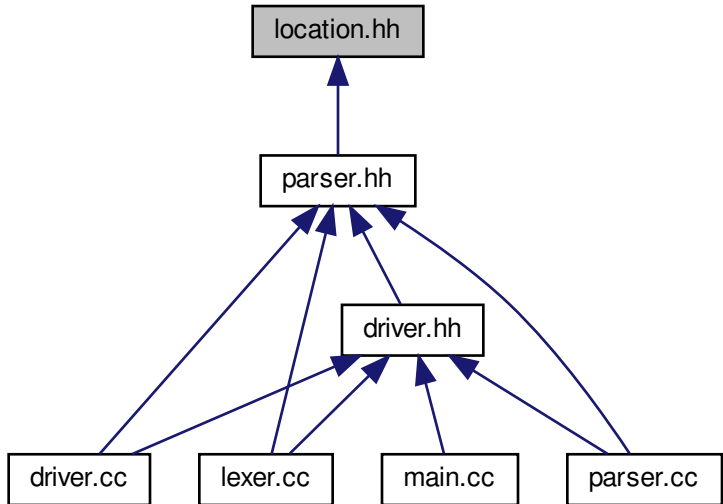 location.hh
parser.hh
driver.hh
driver.cc
lexer.cc
main.cc
parser.cc